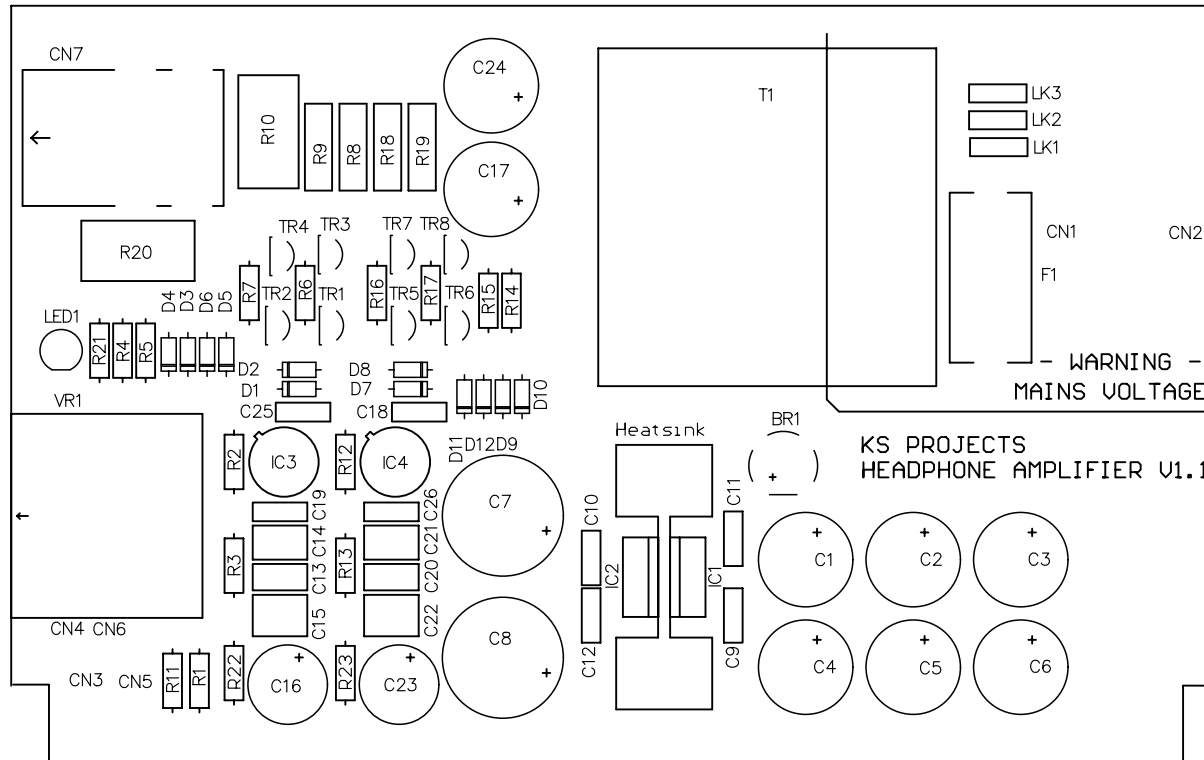 CN7
C24
T1
LK3
LK2
LK1
R10
R9
R8
R18
R19
C17
R20
TR4
TR3
TR7
TR8
CN1
CN2
F1
R7
R6
R16
R17
R15
R14
TR2
TR1
TR5
TR6
D4
D3
D6
D5
LED1
R21
R4
R5
D2
D8
D1
D7
D10
C25
C18
- WARNING -
MAINS VOLTAGE
VR1
Heatsink
BR1
KS PROJECTS
HEADPHONE AMPLIFIER V1.1
R2
IC3
R12
IC4
D11
D12
D9
C7
C10
C11
C19
C26
C14
C21
R3
C13
R13
C20
IC2
IC1
C1
C2
C3
C15
C22
C8
C12
C9
C4
C5
C6
CN4 CN6
CN3
CN5
R11
R1
R22
C16
R23
C23